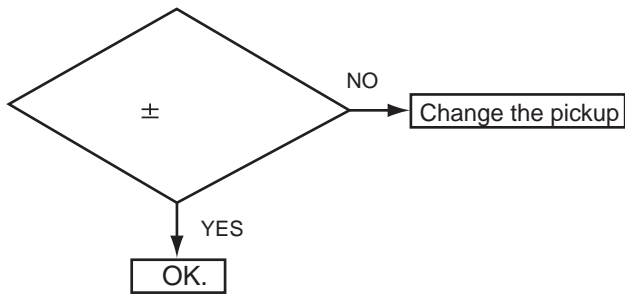 NO
±
Change the pickup
YES
OK.